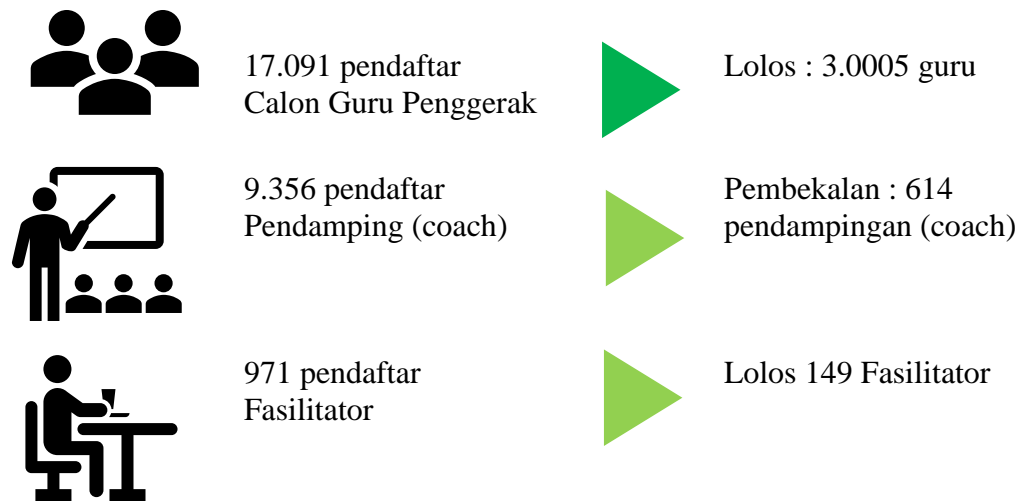 17.091 pendaftar
Calon Guru Penggerak
Lolos : 3.0005 guru
9.356 pendaftar
Pendamping (coach)
Pembekalan : 614
pendampingan (coach)
971 pendaftar
Fasilitator
Lolos 149 Fasilitator